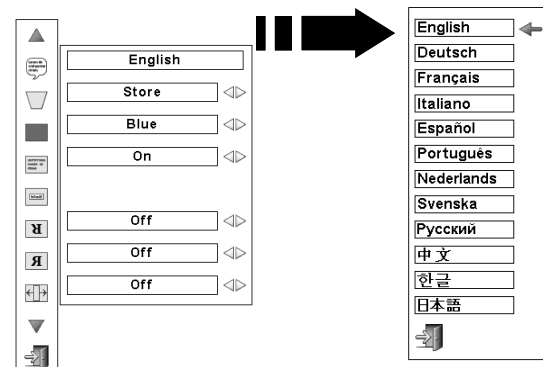 English
Store
Blue
On
Off
Off
Off
English
Deutsch
Français
Italiano
Español
Português
Nederlands
Svenska
Русский
中文
한글
日本語